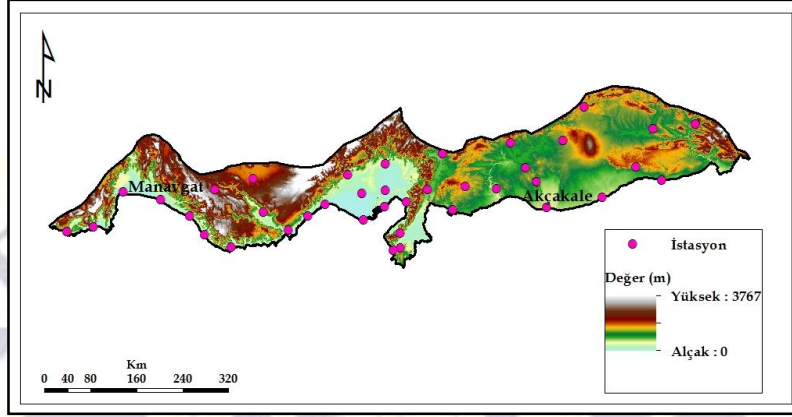 N
Manavgat
Akçakale
İstasyon
Değer (m)
Yüksek : 3767
Alçak : 0
Km
0 40 80 160 240 320